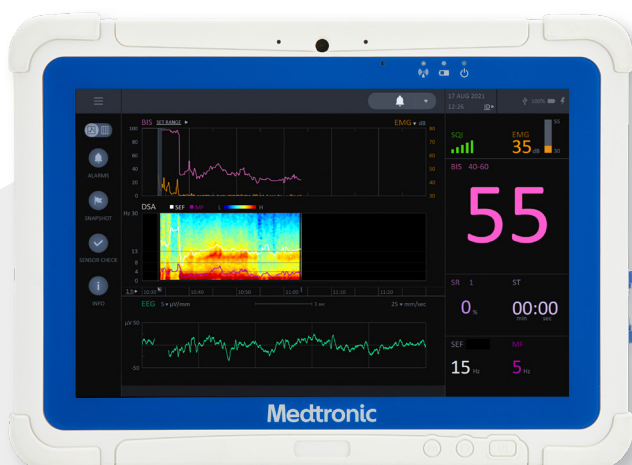 17 AUG 2021
12:26 ID▸
100%
BIS SET RANGE ▸
EMG ▾ dB
100
80
60
40
20
0
80
70
60
50
40
30
SQI
EMG
35 dB
55
30
ALARMS
BIS 40-60
55
SNAPSHOT
DSA SEF MF L H
Hz 30
13
8
4
0
SENSOR CHECK
INFO
10:40 10:50 11:00 11:10 11:20
EEG 5 ▾ µV/mm 1 sec 25 ▾ mm/sec
µV 50
-50
SR 1
0 %
ST
00:00
min sec
SEF
15 Hz
MF
5 Hz
Medtronic